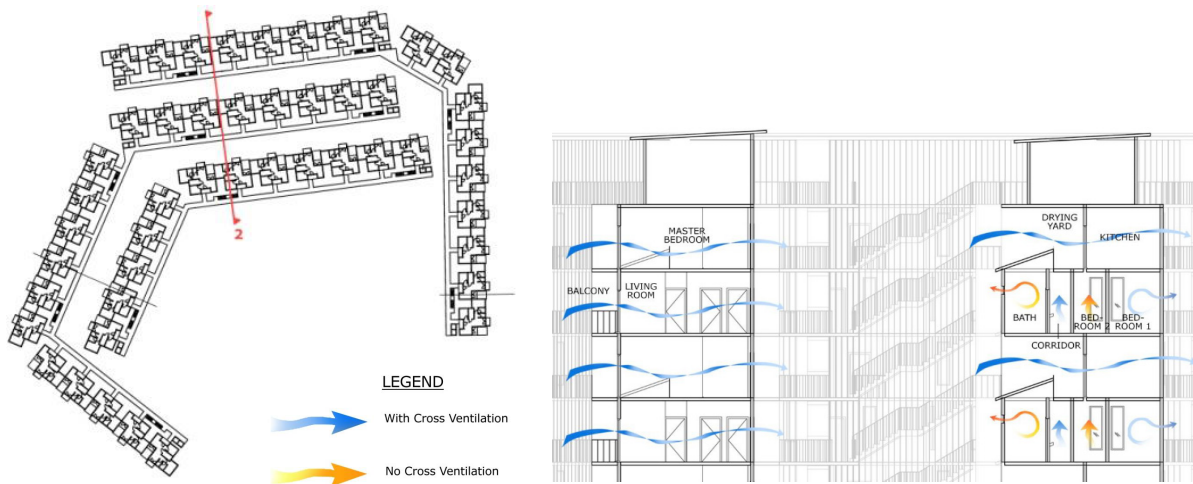 2
LEGEND
With Cross Ventilation
No Cross Ventilation
MASTER
BEDROOM
BALCONY
LIVING
ROOM
DRYING
YARD
KITCHEN
BATH
BED-
ROOM 2
BED-
ROOM 1
CORRIDOR